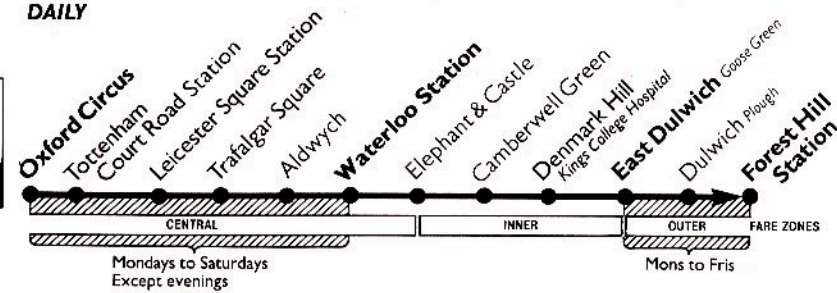 DAILY
Oxford Circus
Tottenham
Court Road Station
Leicester Square Station
Trafalgar Square
Aldwych
Waterloo Station
Elephant & Castle
Camberwell Green
Denmark Hill
Kings College Hospital
East Dulwich Goose Green
Dulwich Plough
Forest Hill
Station
CENTRAL
INNER
OUTER
FARE ZONES
Mondays to Saturdays
Except evenings
Mons to Fris